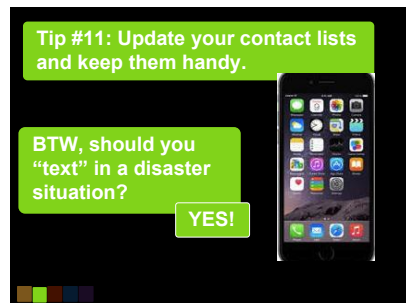 Tip #11: Update your contact lists
and keep them handy.
BTW, should you
“text” in a disaster
situation?
YES!